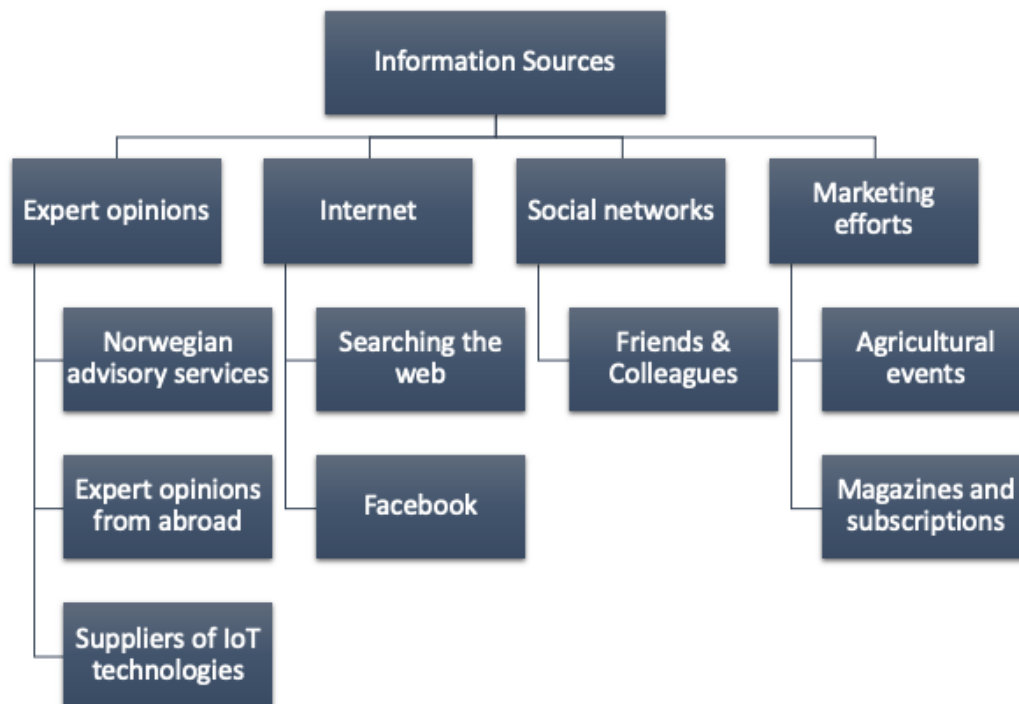 Information Sources
Expert opinions
Internet
Social networks
Marketing
efforts
Norwegian
advisory services
Searching the
web
Friends &
Colleagues
Agricultural
events
Expert opinions
from abroad
Facebook
Magazines and
subscriptions
Suppliers of IoT
technologies